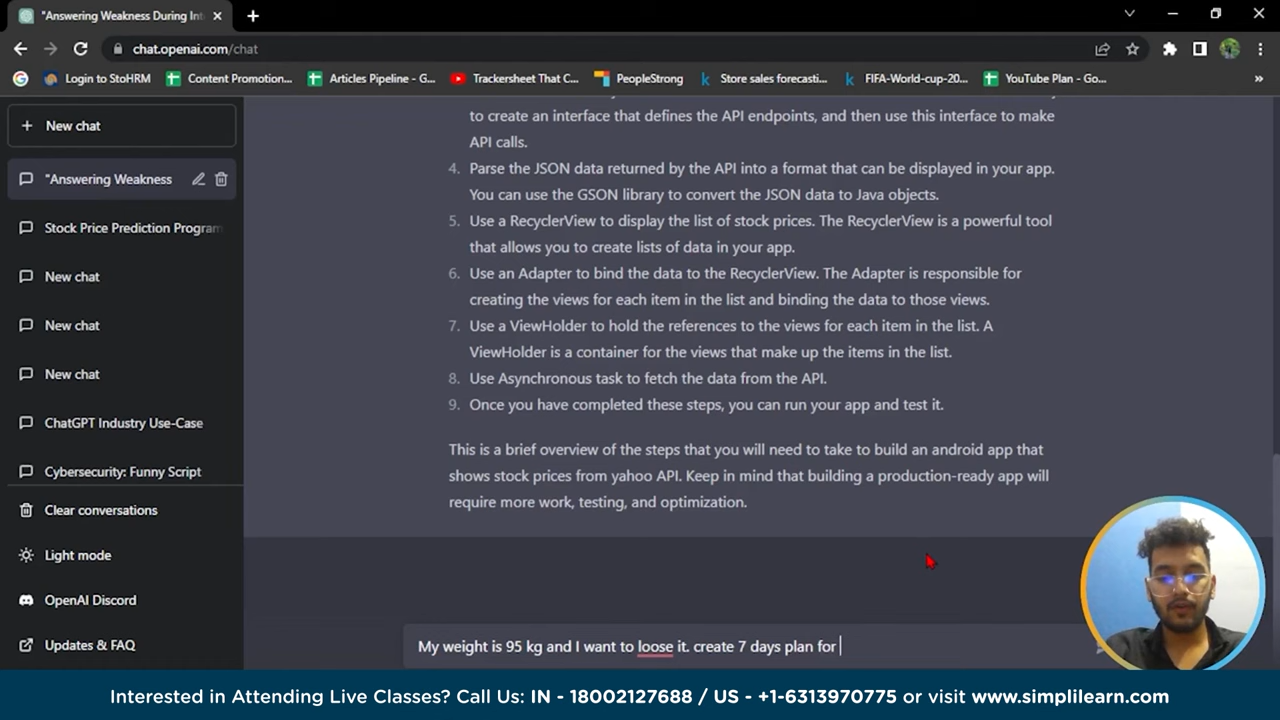 "Answering Weakness During Int
chat.openai.com/chat
Login to StoHRM
Content Promotion...
Articles Pipeline - G...
Trackersheet That C...
PeopleStrong
Store sales forecasti...
FIFA-World-cup-20...
YouTube Plan - Go...
»
+ New chat
"Answering Weakness
Stock Price Prediction Program
New chat
New chat
New chat
ChatGPT Industry Use-Case
Cybersecurity: Funny Script
Clear conversations
Light mode
OpenAI Discord
Updates & FAQ
to create an interface that defines the API endpoints, and then use this interface to make
API calls.
4. Parse the JSON data returned by the API into a format that can be displayed in your app.
You can use the GSON library to convert the JSON data to Java objects.
5. Use a RecyclerView to display the list of stock prices. The RecyclerView is a powerful tool
that allows you to create lists of data in your app.
6. Use an Adapter to bind the data to the RecyclerView. The Adapter is responsible for
creating the views for each item in the list and binding the data to those views.
7. Use a ViewHolder to hold the references to the views for each item in the list. A
ViewHolder is a container for the views that make up the items in the list.
8. Use Asynchronous task to fetch the data from the API.
9. Once you have completed these steps, you can run your app and test it.
This is a brief overview of the steps that you will need to take to build an android app that
shows stock prices from yahoo API. Keep in mind that building a production-ready app will
require more work, testing, and optimization.
My weight is 95 kg and I want to loose it. create 7 days plan for
Interested in Attending Live Classes? Call Us: IN - 18002127688 / US - +1-6313970775 or visit www.simplilearn.com